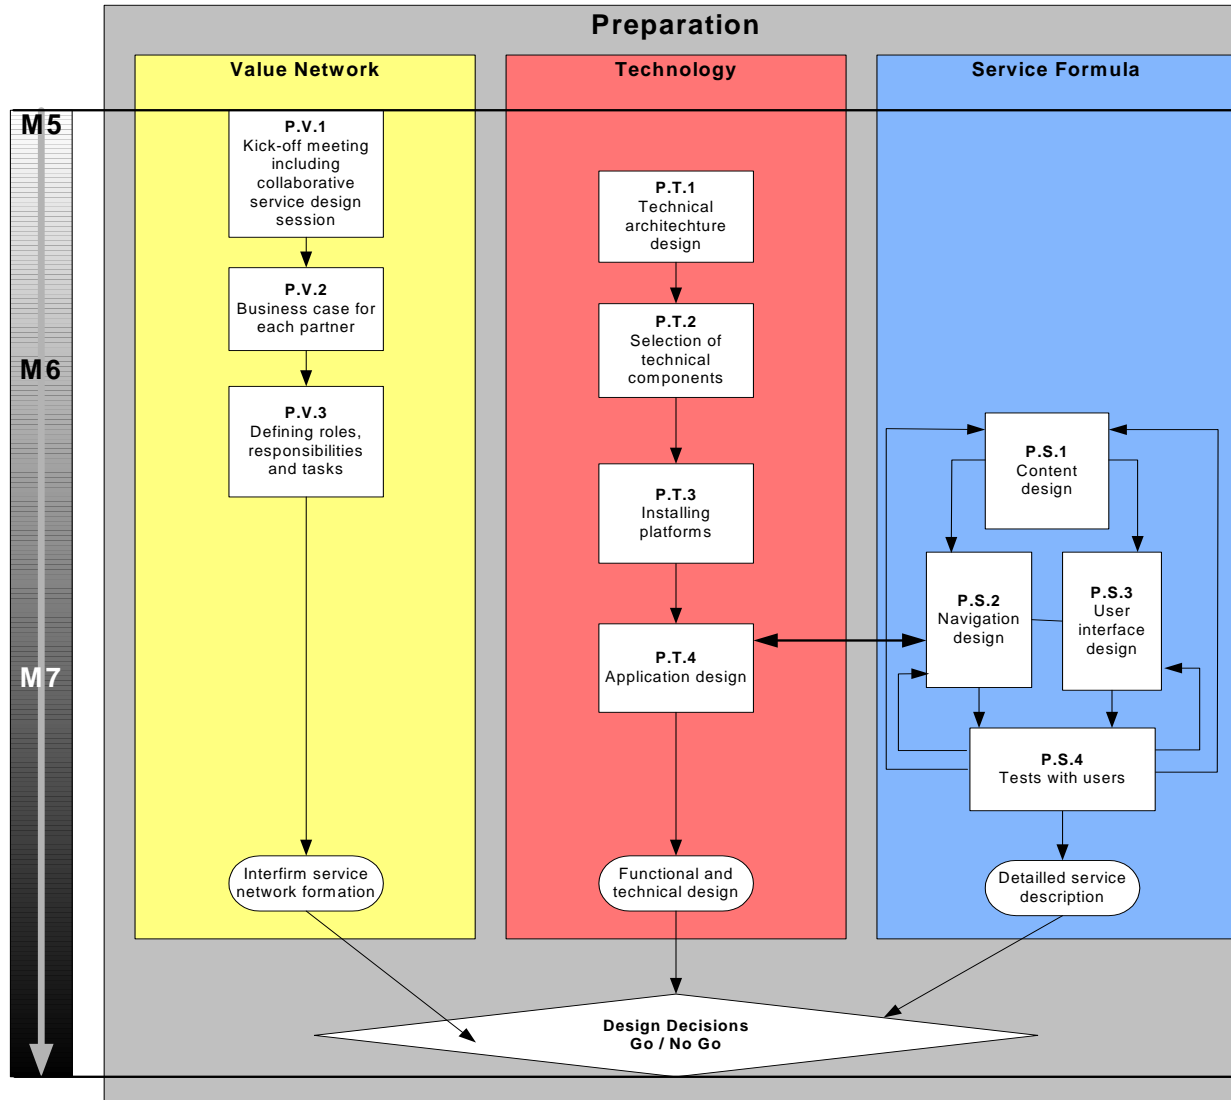 Preparation
Value Network
Technology
Service Formula
M5
M6
M7
P.V.1
Kick-off meeting
including
collaborative
service design
session
P.V.2
Business case for
each partner
P.V.3
Defining roles,
responsibilities
and tasks
Interfirm service
network formation
P.T.1
Technical
architechture
design
P.T.2
Selection of
technical
components
P.T.3
Installing
platforms
P.T.4
Application design
Functional and
technical design
P.S.1
Content
design
P.S.2
Navigation
design
P.S.3
User
interface
design
P.S.4
Tests with users
Detailled service
description
Design Decisions
Go / No Go